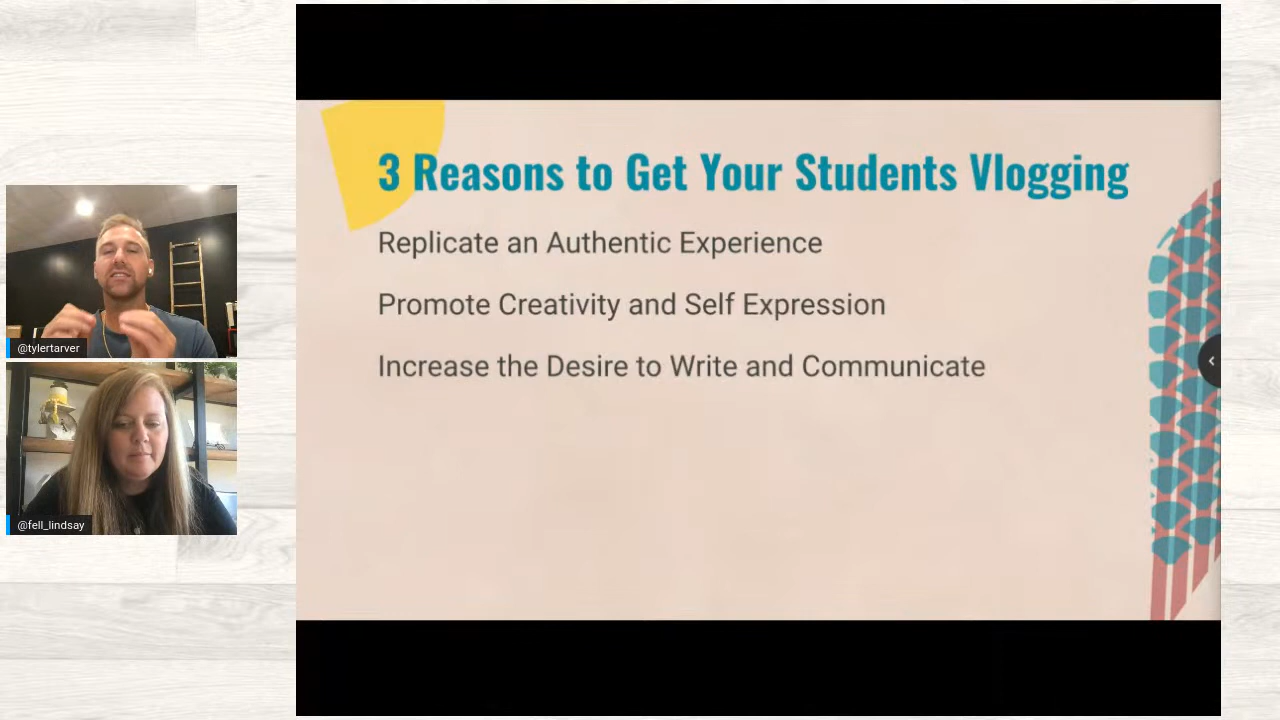 3 Reasons to Get Your Students Vlogging
Replicate an Authentic Experience
Promote Creativity and Self Expression
Increase the Desire to Write and Communicate
@tylertarver
@fell_lindsay